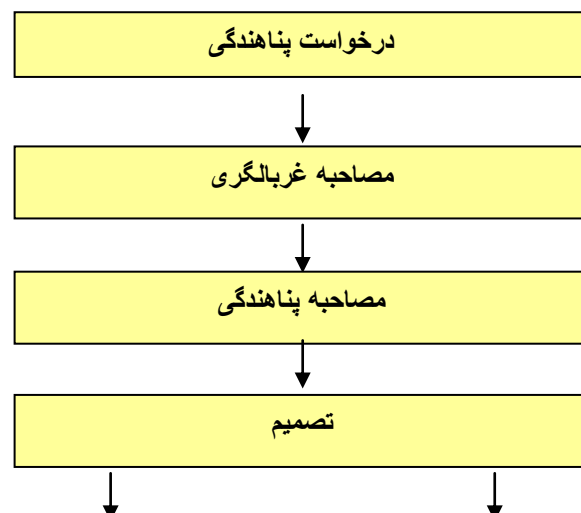 درخواست پناهندگی
مصاحبه غربالگری
مصاحبه پناهندگی
تصمیم